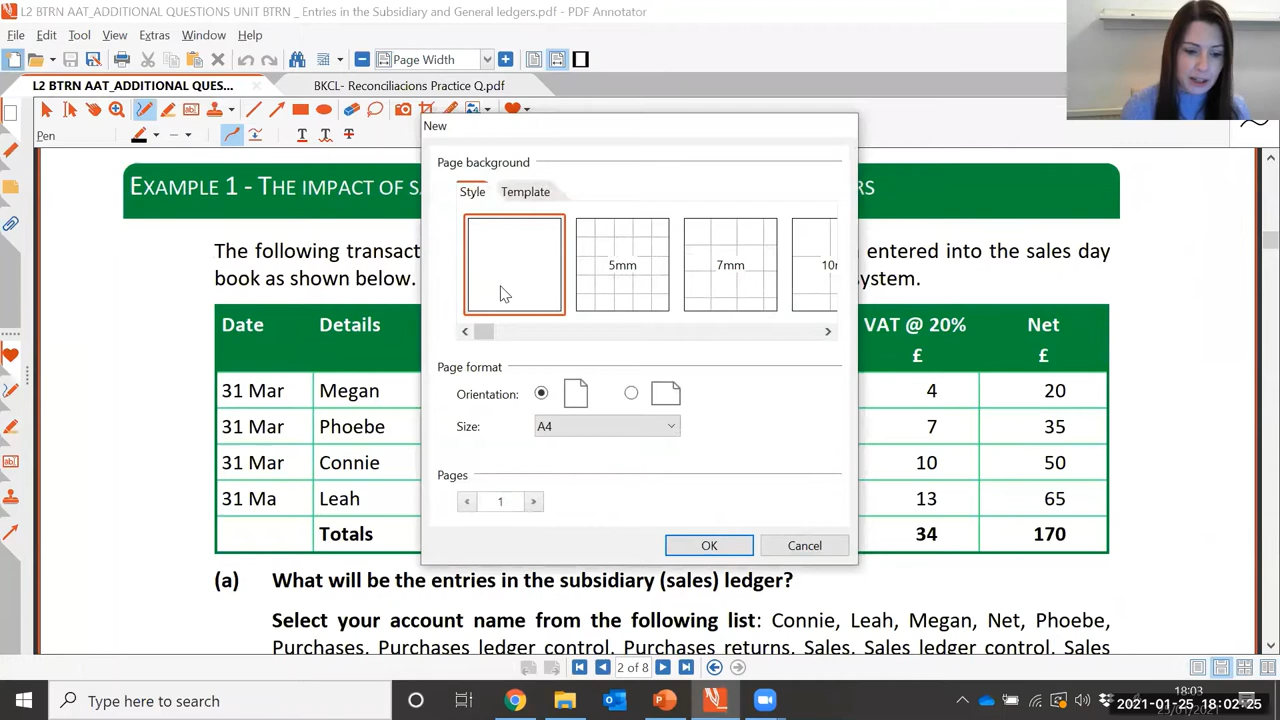 L2 BTRN AAT_ADDITIONAL QUESTIONS UNIT BTRN _ Entries in the Subsidiary and General ledgers.pdf - PDF Annotator
File Edit Tool View Extras Window Help
Page Width
L2 BTRN AAT_ADDITIONAL QUES... BKCL- Reconciliacions Practice Q.pdf
Pen
New
Page background
Style Template
5mm 7mm 10
EXAMPLE 1 - THE IMPACT OF S RS
The following transact entered into the sales day
book as shown below. system.
Date Details VAT @ 20% Net
£ £
31 Mar Megan 4 20
31 Mar Phoebe 7 35
31 Mar Connie 10 50
31 Ma Leah 13 65
Totals 34 170
Page format
Orientation:
Size: A4
Pages
1
OK Cancel
(a) What will be the entries in the subsidiary (sales) ledger?
Select your account name from the following list: Connie, Leah, Megan, Net, Phoebe,
Purchases, Purchases ledger control, Purchases returns, Sales, Sales ledger control, Sales
2 of 8
Type here to search
18:03
2021-01-25 18:02:25